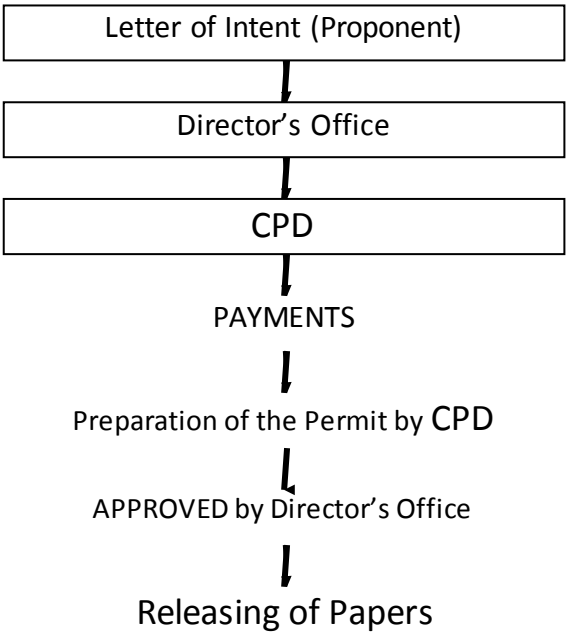 Letter of Intent (Proponent)
Director’s Office
CPD
PAYMENTS
Preparation of the Permit by CPD
APPROVED by Director’s Office
Releasing of Papers